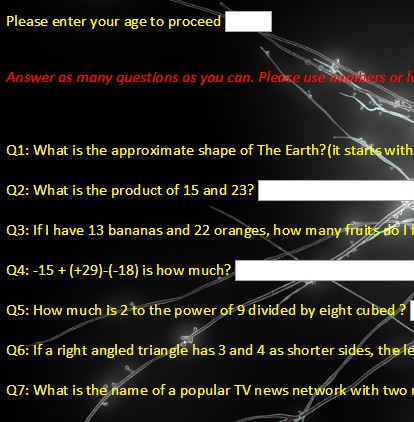 Please enter your age to proceed
Answer as many questions as you can. Please use numbers or l
Q1: What is the approximate shape of The Earth?(it starts with
Q2: What is the product of 15 and 23?
Q3: If I have 13 bananas and 22 oranges, how many fruits do I
Q4: -15 + (+29)-(-18) is how much?
Q5: How much is 2 to the power of 9 divided by eight cubed ?
Q6: If a right angled triangle has 3 and 4 as shorter sides, the le
Q7: What is the name of a popular TV news network with two